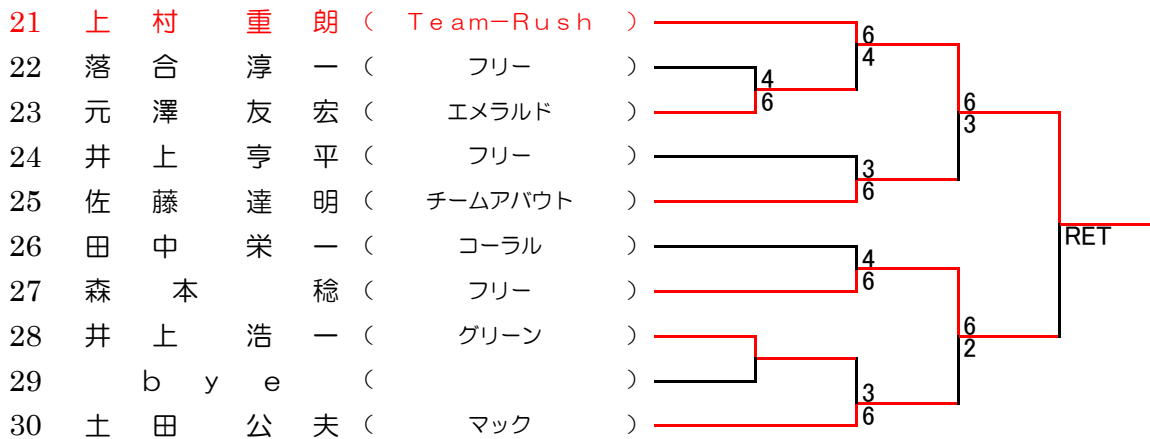 21 上 村 重 朗 ( Team-Rush )
6
4
22 落 合 淳 一 ( フリー )
4
6
23 元 澤 友 宏 ( エメラルド )
6
3
24 井 上 亨 平 ( フリー )
3
6
25 佐 藤 達 明 ( チームアバウト )
RET
26 田 中 栄 一 ( コーラル )
4
6
27 森 本 稔 ( フリー )
28 井 上 浩 一 ( グリーン )
6
2
29 bye ( )
3
6
30 土 田 公 夫 ( マック )